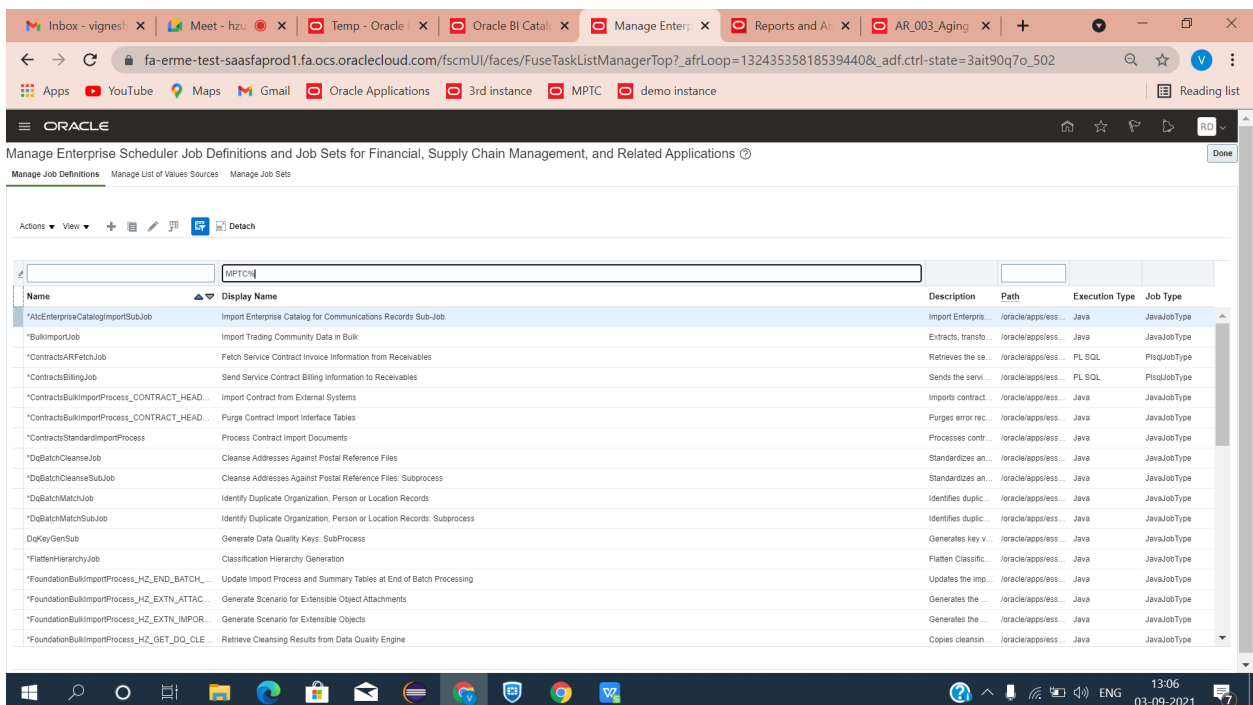 Inbox - vignesh
Meet - hzu
Temp - Oracle
Oracle BI Catal
Manage Enterp
Reports and An
AR_003_Aging
fa-erme-test-saasfaprod1.fa.ocs.oraclecloud.com/fscmUI/faces/FuseTaskListManagerTop?_afrLoop=13243535818539440&_adf.ctrl-state=3ait90q7o_502
V
Apps YouTube Maps Gmail Oracle Applications 3rd instance MPTC demo instance Reading list
ORACLE RD
Manage Enterprise Scheduler Job Definitions and Job Sets for Financial, Supply Chain Management, and Related Applications Done
Manage Job Definitions Manage List of Values Sources Manage Job Sets
Actions View Detach
MPTC%
Name Display Name Description Path Execution Type Job Type
*AtcEnterpriseCatalogImportSubJob Import Enterprise Catalog for Communications Records Sub-Job. Import Enterpris... /oracle/apps/ess... Java JavaJobType
*BulkImportJob Import Trading Community Data in Bulk Extracts, transfo... /oracle/apps/ess... Java JavaJobType
*ContractsARFetchJob Fetch Service Contract Invoice Information from Receivables Retrieves the se... /oracle/apps/ess... PL SQL PlsqlJobType
*ContractsBillingJob Send Service Contract Billing Information to Receivables Sends the servi... /oracle/apps/ess... PL SQL PlsqlJobType
*ContractsBulkImportProcess_CONTRACT_HEAD... Import Contract from External Systems Imports contract... /oracle/apps/ess... Java JavaJobType
*ContractsBulkImportProcess_CONTRACT_HEAD... Purge Contract Import Interface Tables Purges error rec... /oracle/apps/ess... Java JavaJobType
*ContractsStandardImportProcess Process Contract Import Documents Processes contr... /oracle/apps/ess... Java JavaJobType
*DqBatchCleanseJob Cleanse Addresses Against Postal Reference Files Standardizes an... /oracle/apps/ess... Java JavaJobType
*DqBatchCleanseSubJob Cleanse Addresses Against Postal Reference Files: Subprocess Standardizes an... /oracle/apps/ess... Java JavaJobType
*DqBatchMatchJob Identify Duplicate Organization, Person or Location Records Identifies duplic... /oracle/apps/ess... Java JavaJobType
*DqBatchMatchSubJob Identify Duplicate Organization, Person or Location Records: Subprocess Identifies duplic... /oracle/apps/ess... Java JavaJobType
DqKeyGenSub Generate Data Quality Keys: SubProcess Generates key v... /oracle/apps/ess... Java JavaJobType
*FlattenHierarchyJob Classification Hierarchy Generation Flatten Classific... /oracle/apps/ess... Java JavaJobType
*FoundationBulkImportProcess_HZ_END_BATCH_... Update Import Process and Summary Tables at End of Batch Processing Updates the imp... /oracle/apps/ess... Java JavaJobType
*FoundationBulkImportProcess_HZ_EXTN_ATTAC... Generate Scenario for Extensible Object Attachments Generates the ... /oracle/apps/ess... Java JavaJobType
*FoundationBulkImportProcess_HZ_EXTN_IMPOR... Generate Scenario for Extensible Objects Generates the ... /oracle/apps/ess... Java JavaJobType
*FoundationBulkImportProcess_HZ_GET_DQ_CLE... Retrieve Cleansing Results from Data Quality Engine Copies cleansin... /oracle/apps/ess... Java JavaJobType
ENG
13:06
03-09-2021
7